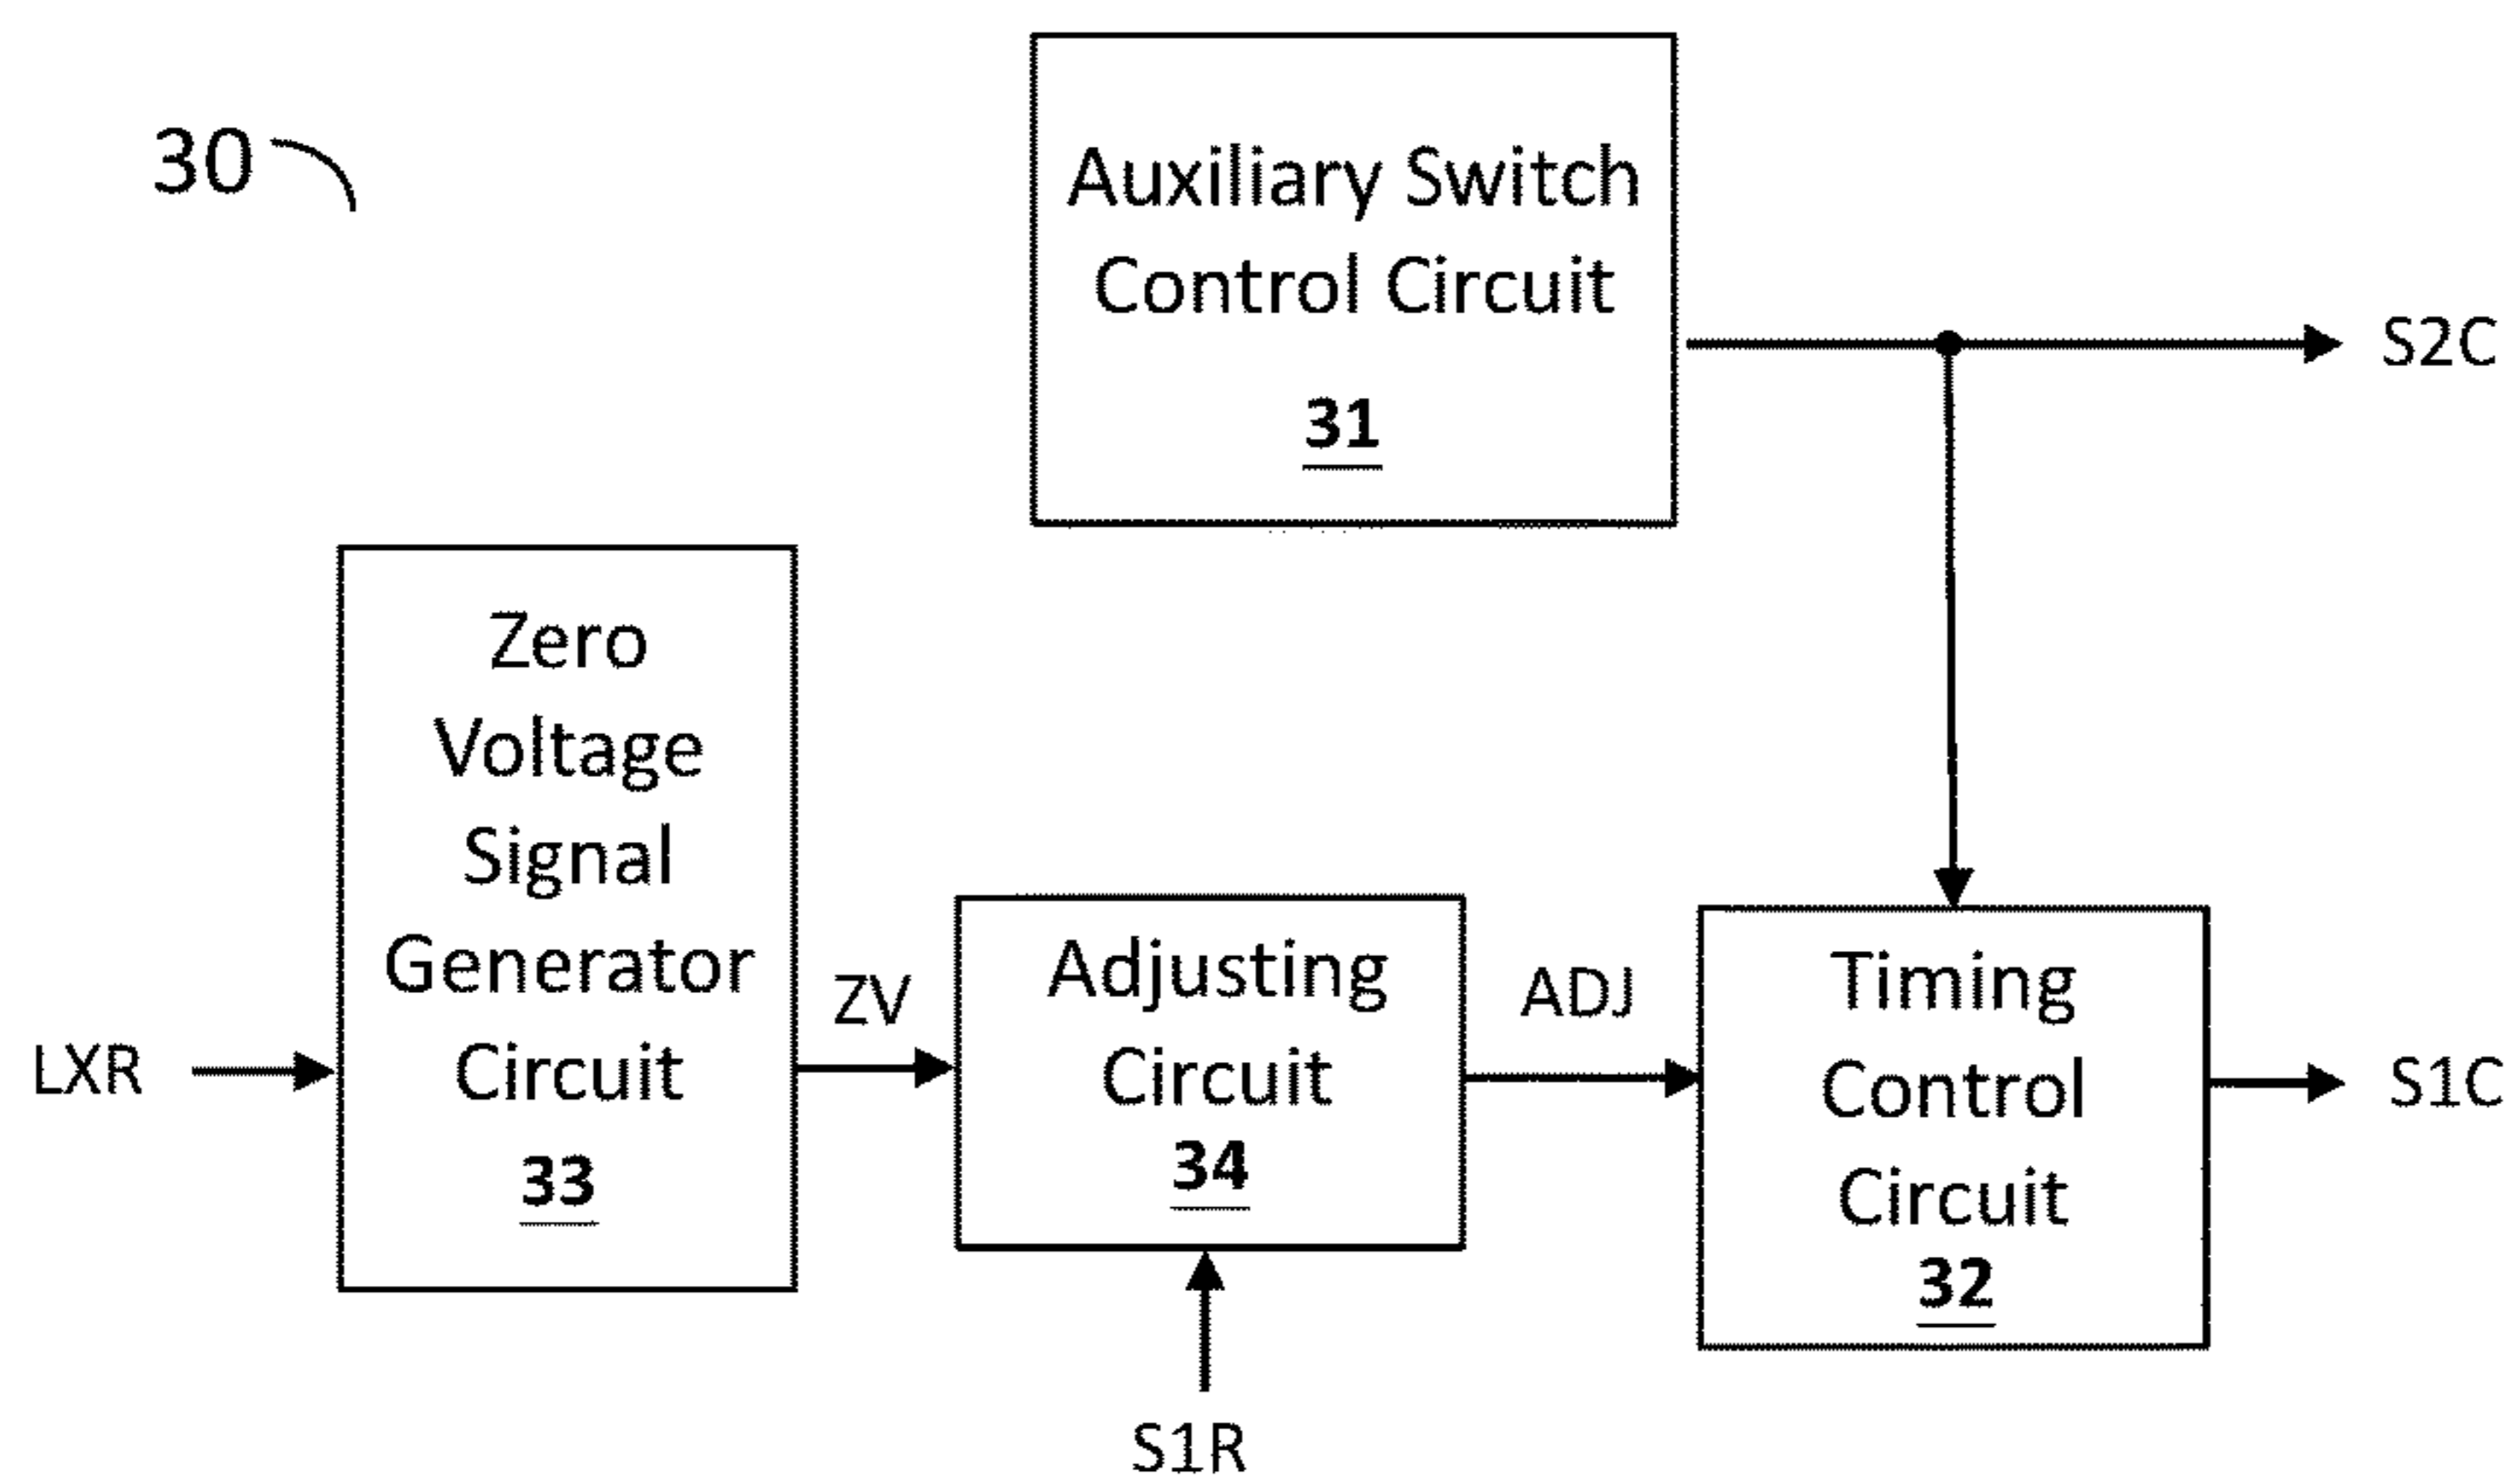 30
Auxiliary Switch
Control Circuit
31
S2C
Zero
Voltage
Signal
Generator
Circuit
33
LXR
ZV
Adjusting
Circuit
34
S1R
ADJ
Timing
Control
Circuit
32
S1C